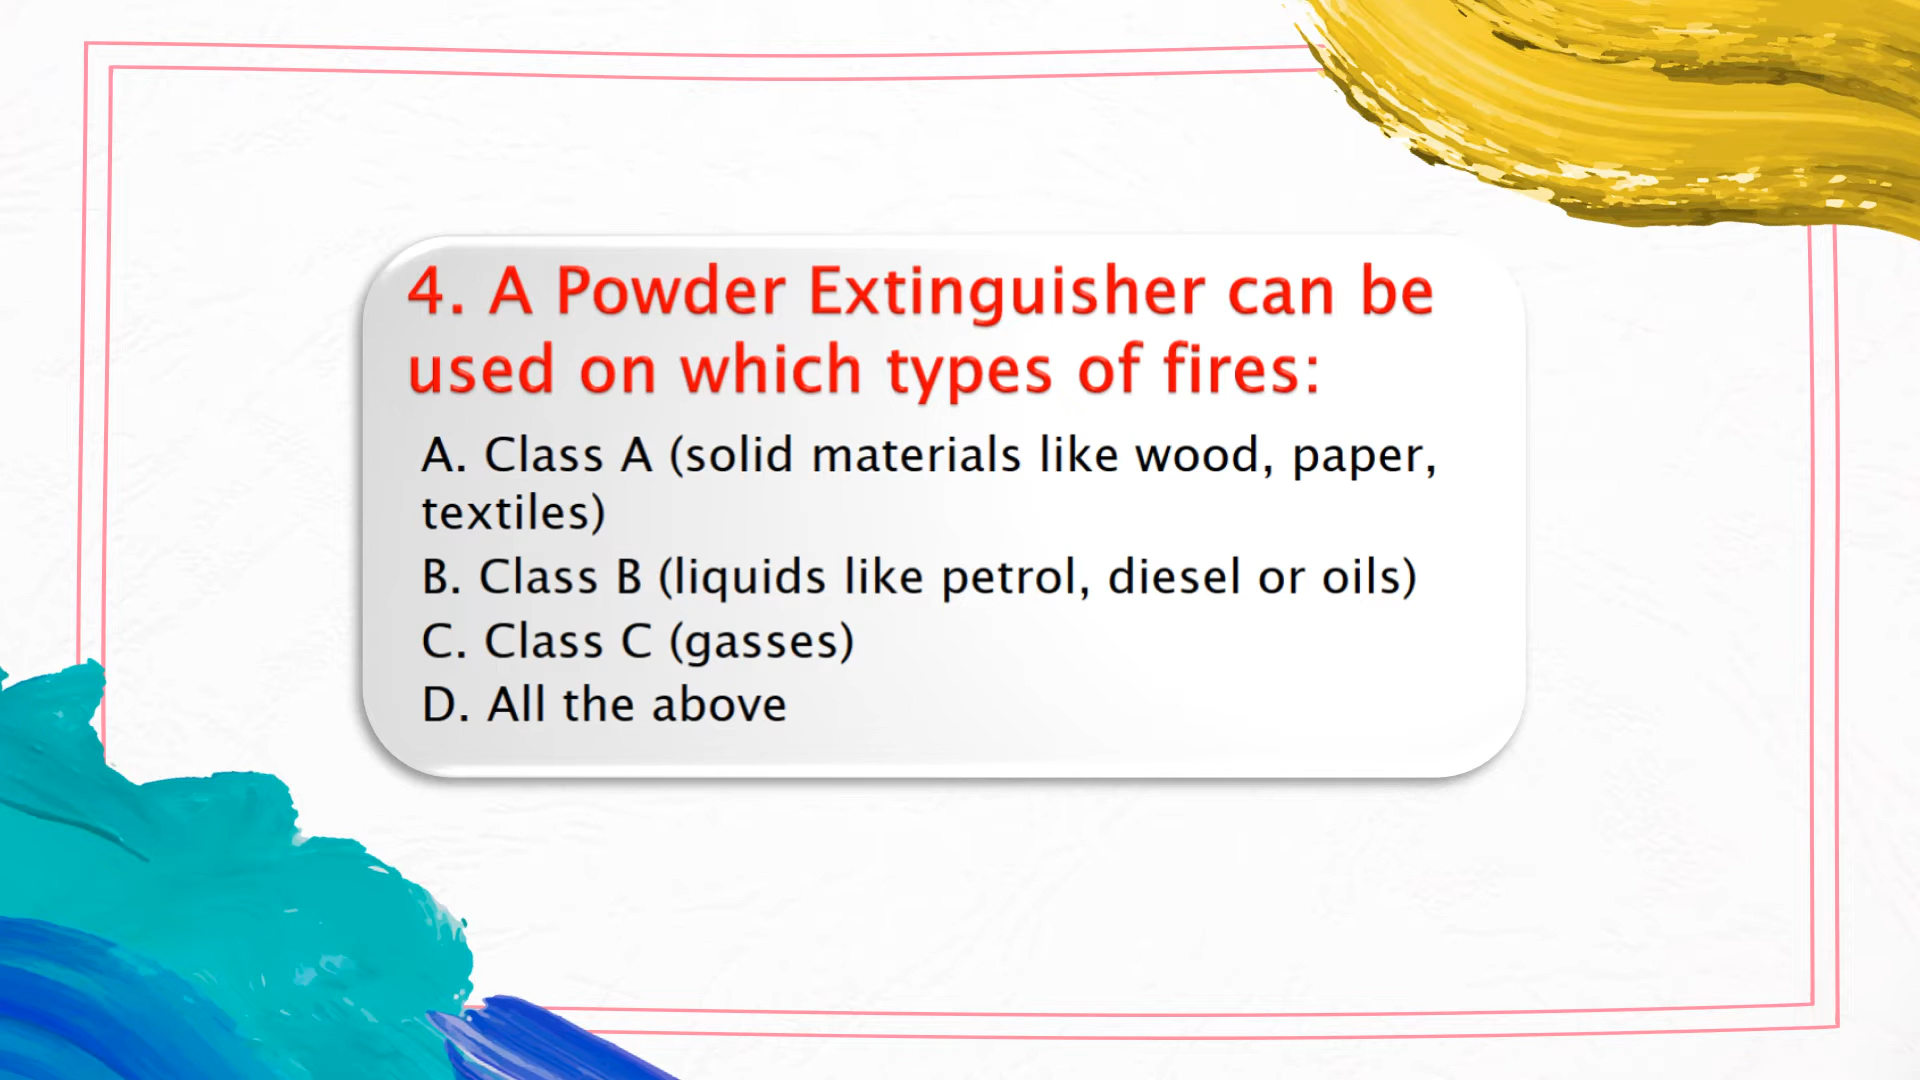 4. A Powder Extinguisher can be
used on which types of fires:
A. Class A (solid materials like wood, paper,
textiles)
B. Class B (liquids like petrol, diesel or oils)
C. Class C (gasses)
D. All the above